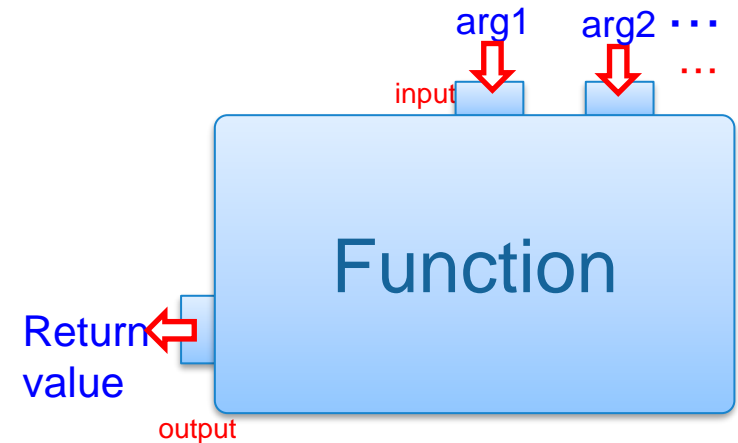 arg1 arg2 ...
...
input
Function
Return
value
output